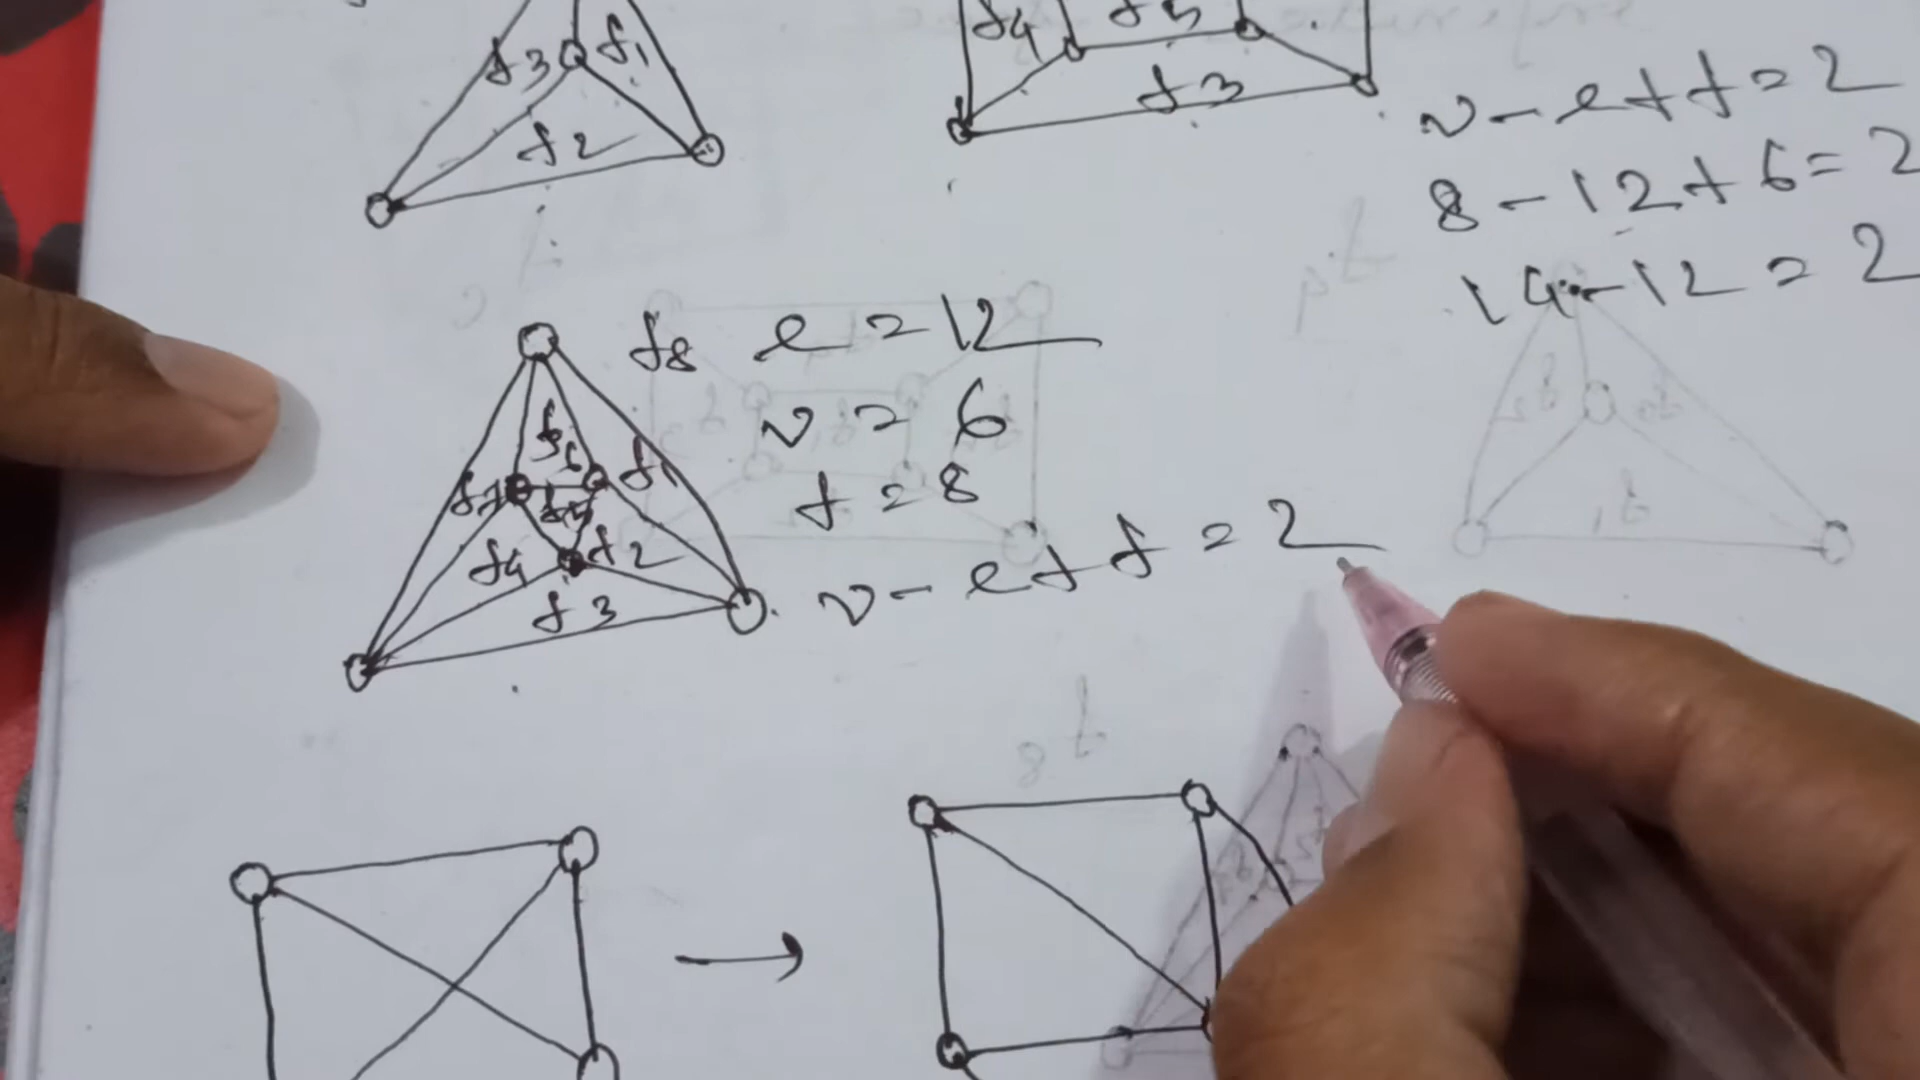 f3 f1
f2
f4 f5
f3
v - e + f = 2
8 - 12 + 6 = 2
14 - 12 = 2
f8 e = 12
v = 6
f = 8
v - e + f = 2
f6
f7 f5 f1
f4 f2
f3